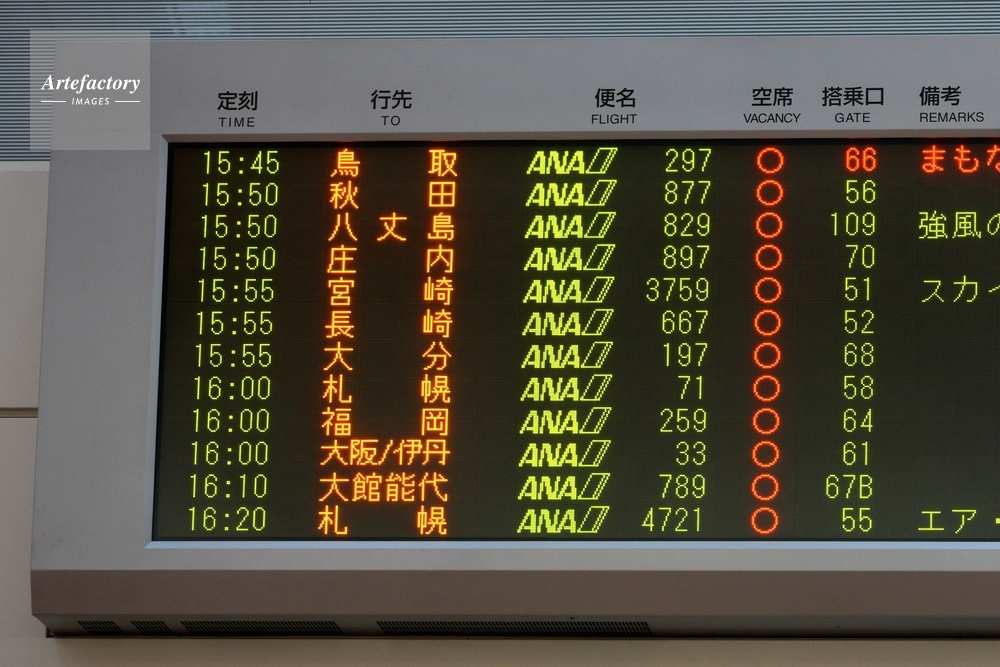 Artefactory
IMAGES
定刻 行先 便名 空席 搭乗口 備考
TIME TO FLIGHT VACANCY GATE REMARKS
15:45 鳥取 ANA 297 ○ 66 まもな
15:50 秋田 ANA 877 ○ 56
15:50 八丈島 ANA 829 ○ 109 強風の
15:50 庄内 ANA 897 ○ 70
15:55 宮崎 ANA 3759 ○ 51 スカイ
15:55 長崎 ANA 667 ○ 52
15:55 大分 ANA 197 ○ 68
16:00 札幌 ANA 71 ○ 58
16:00 福岡 ANA 259 ○ 64
16:00 大阪/伊丹 ANA 33 ○ 61
16:10 大館能代 ANA 789 ○ 67B
16:20 札幌 ANA 4721 ○ 55 エア・